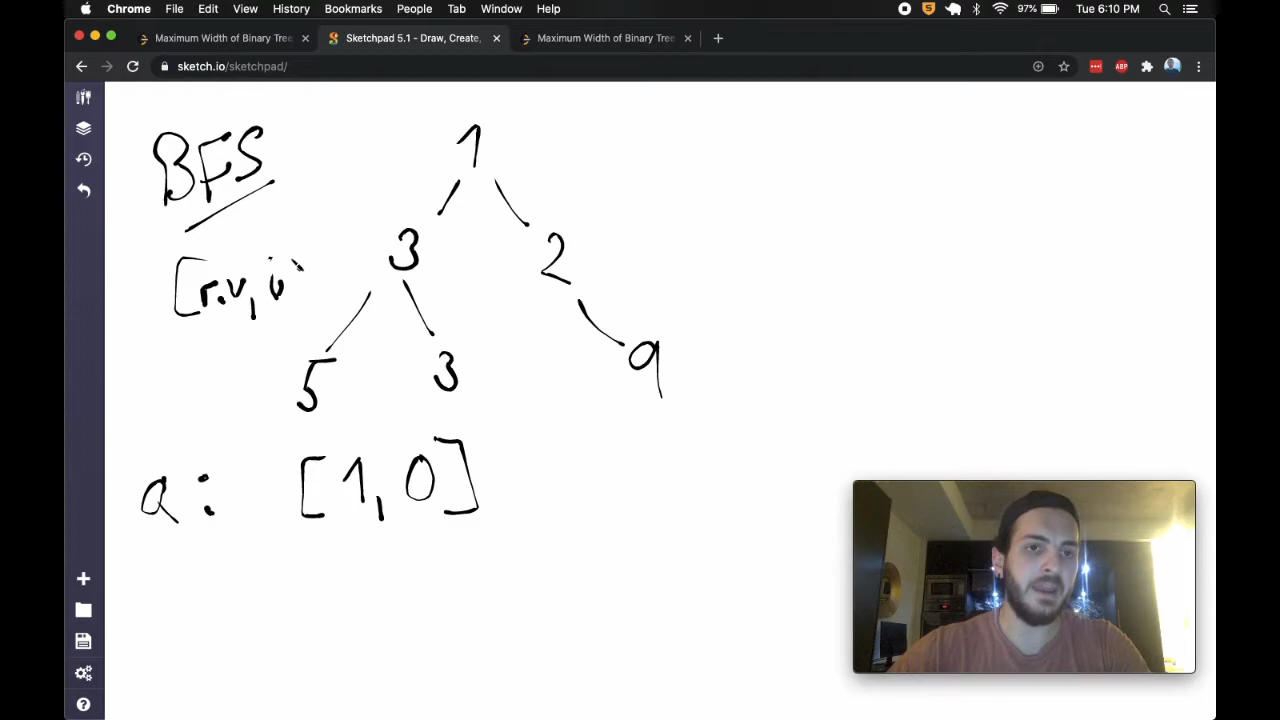 Chrome File Edit View History Bookmarks People Tab Window Help 97% Tue 6:10 PM
Maximum Width of Binary Tree Sketchpad 5.1 - Draw, Create, Maximum Width of Binary Tree
sketch.io/sketchpad/
BFS
1
3 2
[r.v, i
5 3 9
Q: [1,0]